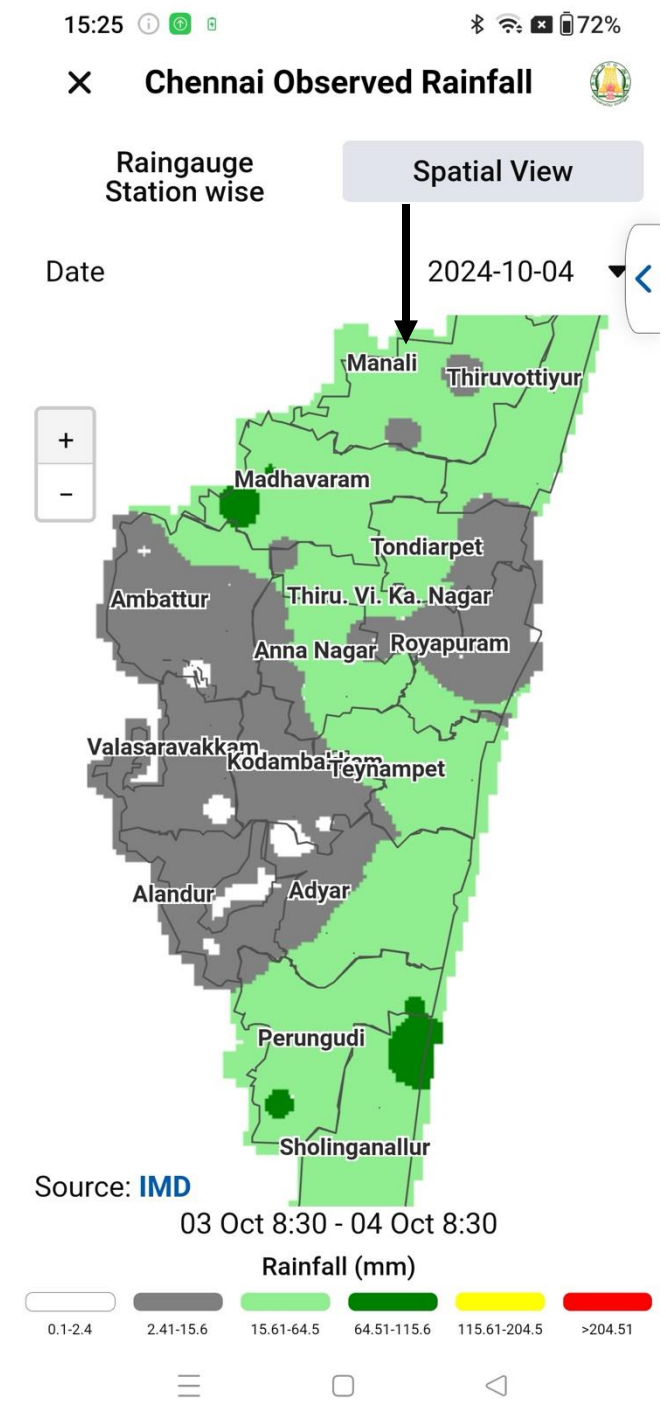 15:25
72%
Chennai Observed Rainfall
Raingauge
Station wise
Spatial View
Date
2024-10-04
Manali
Thiruvottiyur
+
Madhavaram
−
Tondiarpet
Ambattur
Thiru. Vi. Ka. Nagar
Anna Nagar
Royapuram
Valasaravakkam
Kodambakkam
Teynampet
Alandur
Adyar
Perungudi
Sholinganallur
Source: IMD
03 Oct 8:30 - 04 Oct 8:30
Rainfall (mm)
0.1-2.4
2.41-15.6
15.61-64.5
64.51-115.6
115.61-204.5
>204.51